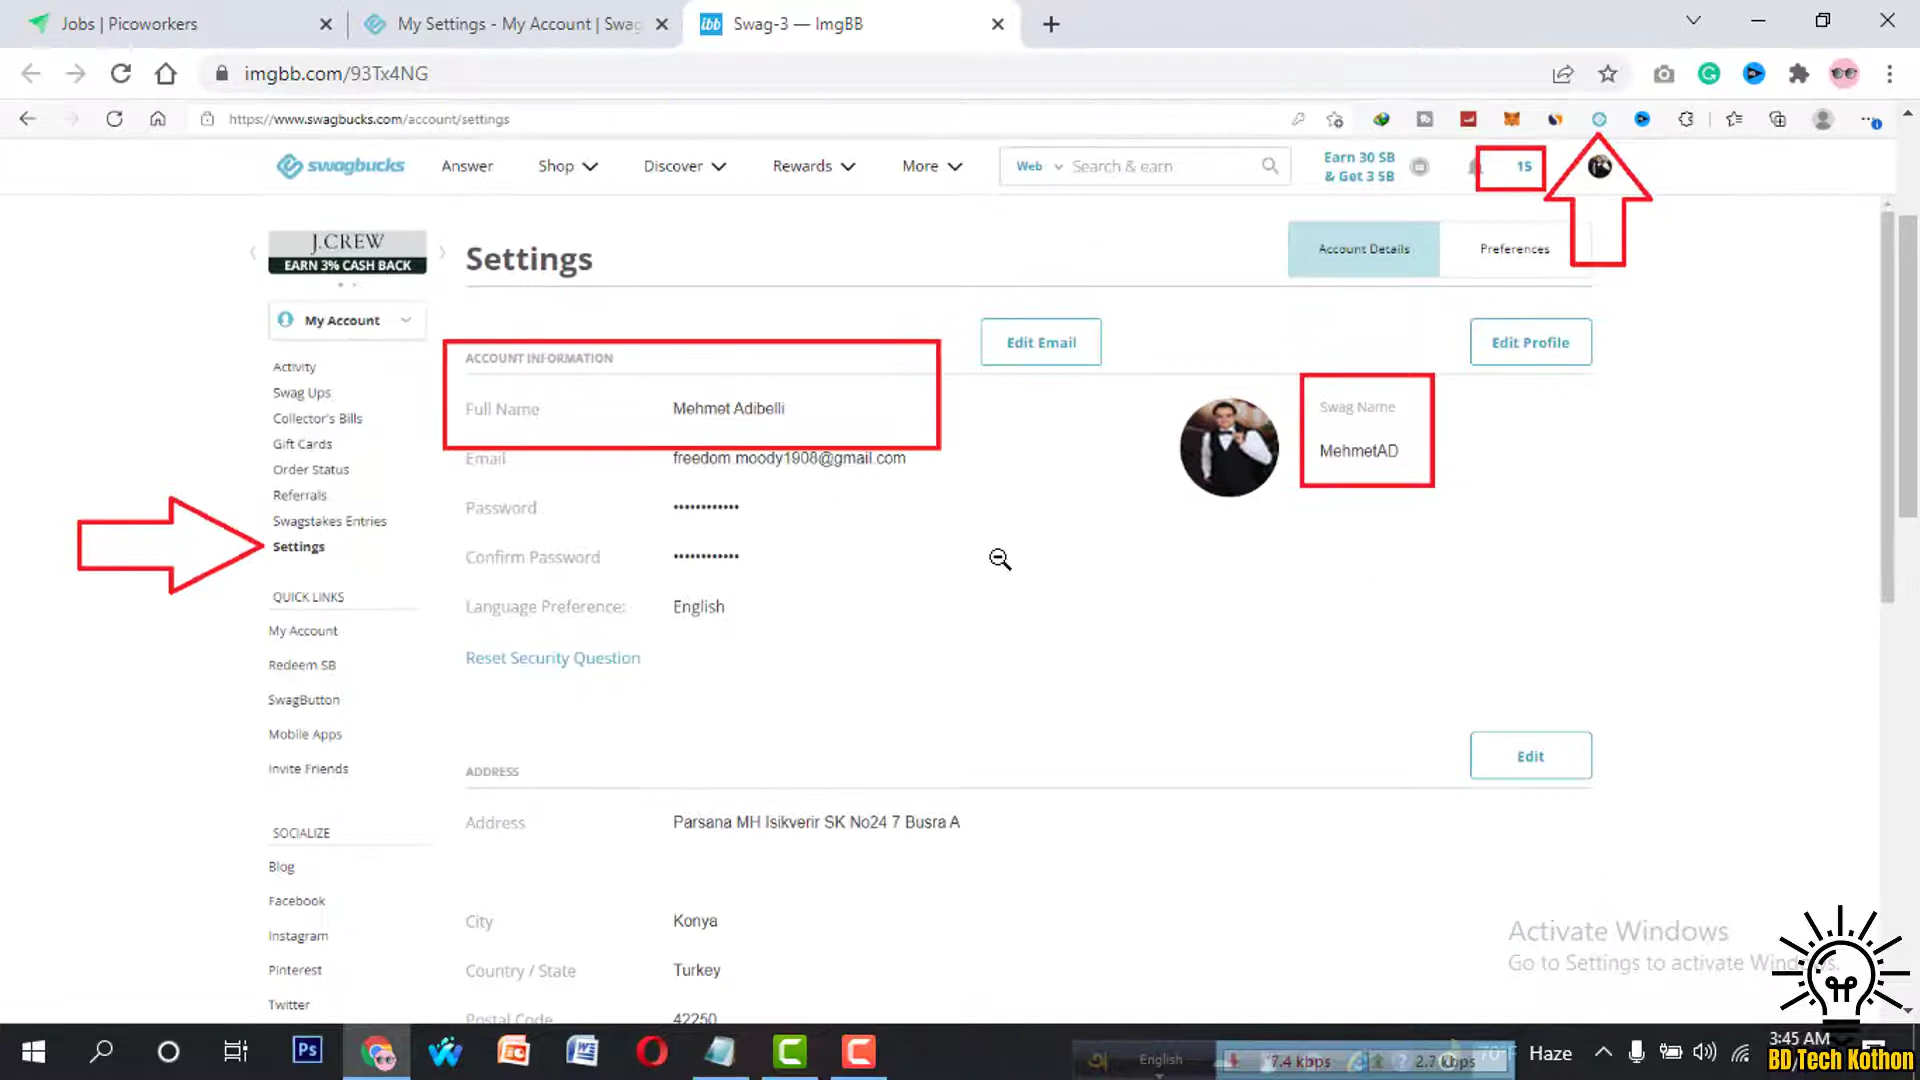 Jobs | Picoworkers
My Settings - My Account | Swag
ibb Swag-3 — ImgBB
imgbb.com/93Tx4NG
https://www.swagbucks.com/account/settings
swagbucks
Answer
Shop
Discover
Rewards
More
Web
Search & earn
Earn 30 SB
& Get 3 SB
15
J.CREW
EARN 3% CASH BACK
Settings
Account Details
Preferences
My Account
Edit Email
Edit Profile
Activity
Swag Ups
Collector's Bills
Gift Cards
Order Status
Referrals
Swagstakes Entries
Settings
ACCOUNT INFORMATION
Full Name Mehmet Adibelli
Email freedom.moody1908@gmail.com
Password ••••••••••••
Confirm Password ••••••••••••
Language Preference: English
Reset Security Question
Swag Name
MehmetAD
QUICK LINKS
My Account
Redeem SB
SwagButton
Mobile Apps
Invite Friends
ADDRESS
Edit
Address Parsana MH Isikverir SK No24 7 Busra A
City Konya
Country / State Turkey
Postal Code 42250
SOCIALIZE
Blog
Facebook
Instagram
Pinterest
Twitter
Activate Windows
Go to Settings to activate Windows.
Ps
English
7.4 kbps
2.7 kbps
70°F Haze
3:45 AM
BD Tech Kothon